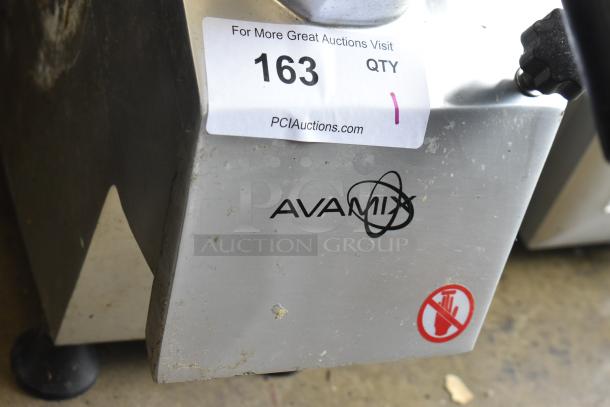 For More Great Auctions Visit
163 QTY
1
PCIAuctions.com
AVAMIX
PCI
AUCTION GROUP